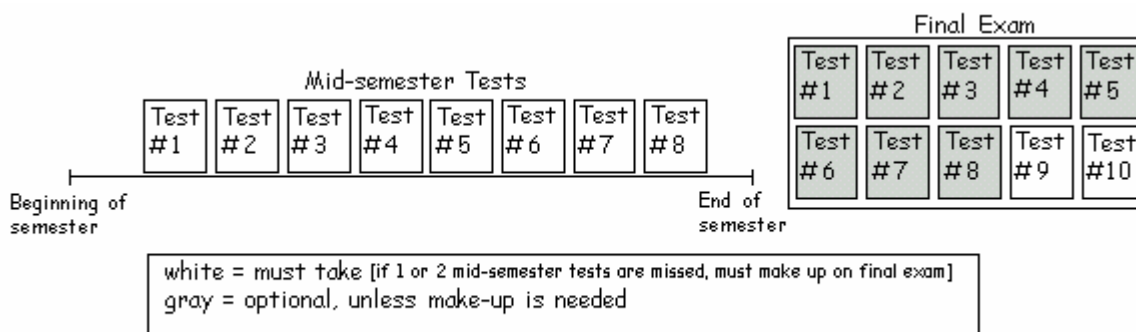 Final Exam
Test #1
Test #2
Test #3
Test #4
Test #5
Test #6
Test #7
Test #8
Test #9
Test #10
Mid-semester Tests
Test #1
Test #2
Test #3
Test #4
Test #5
Test #6
Test #7
Test #8
Beginning of
semester
End of
semester
white = must take [if 1 or 2 mid-semester tests are missed, must make up on final exam]
gray = optional, unless make-up is needed